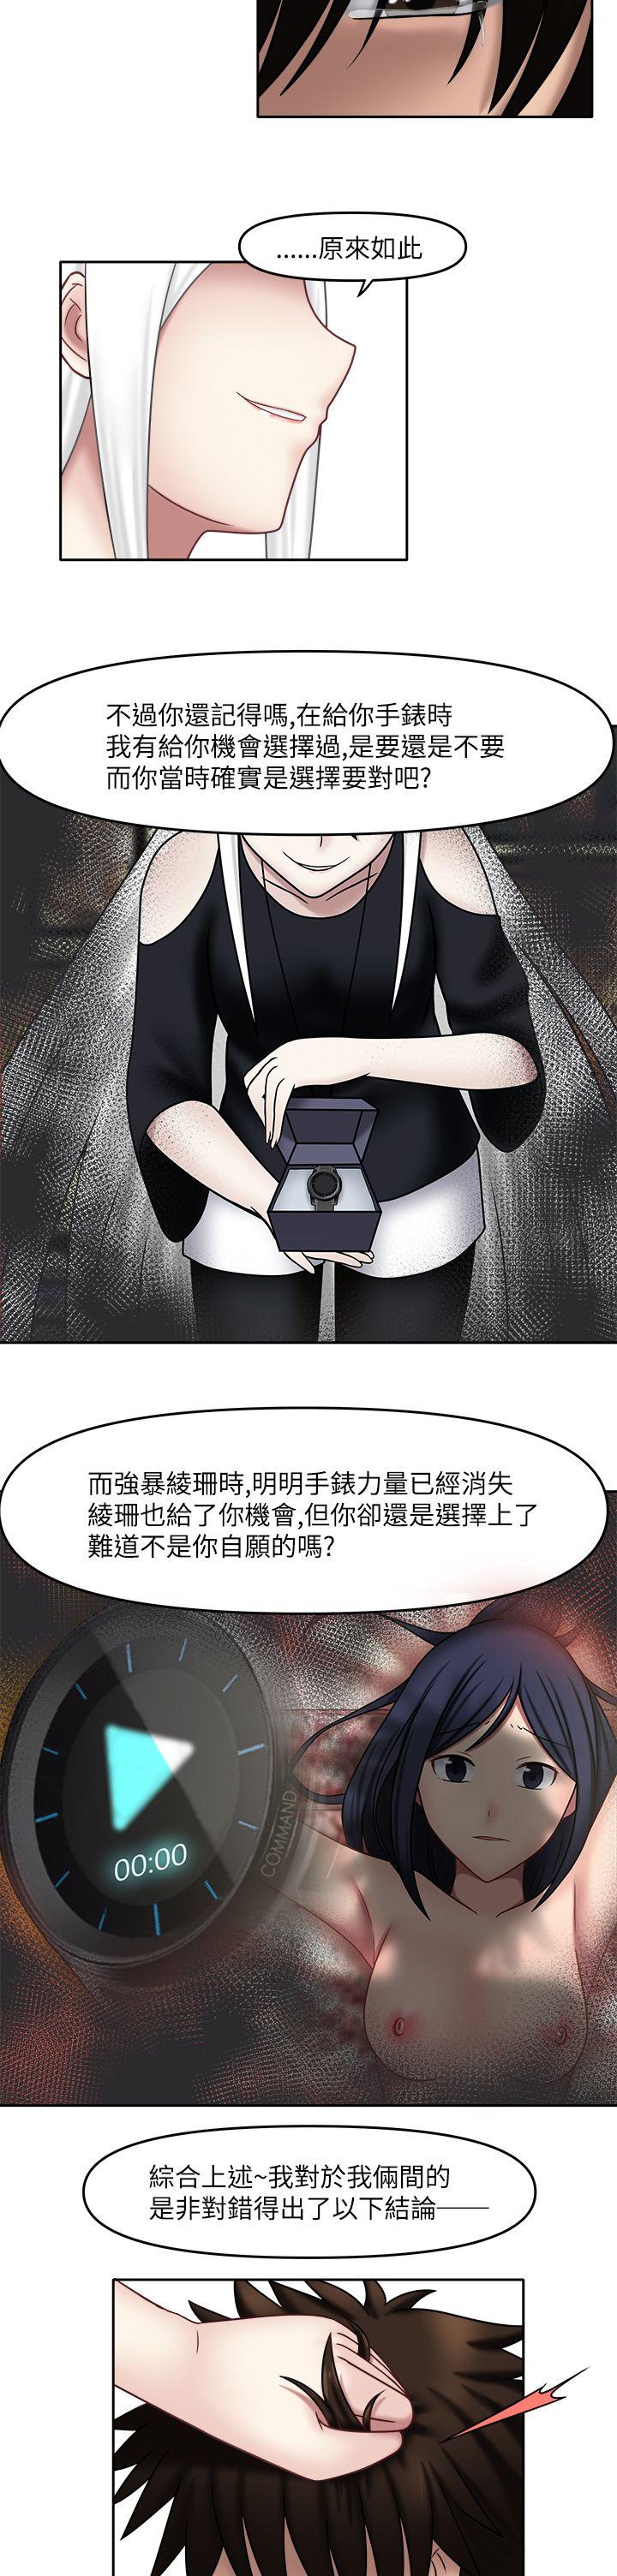 ……原來如此
不過你還記得嗎,在給你手錶時
我有給你機會選擇過,是要還是不要
而你當時確實是選擇要對吧?
而強暴綾珊時,明明手錶力量已經消失
綾珊也給了你機會,但你卻還是選擇上了
難道不是你自願的嗎?
00:00
COMMAND
綜合上述~我對於我倆間的
是非對錯得出了以下結論——